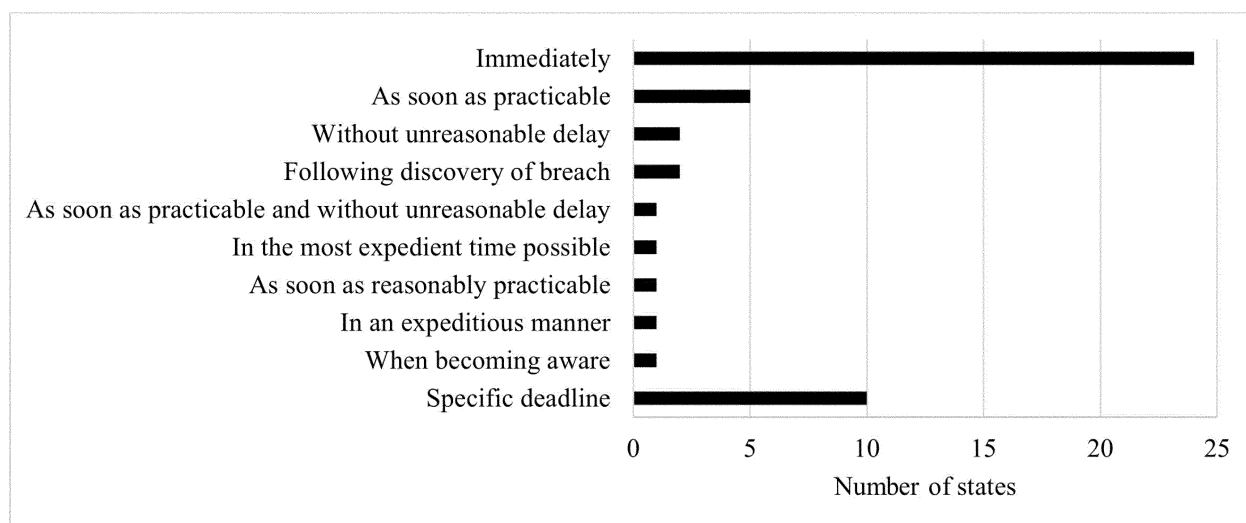 Immediately
As soon as practicable
Without unreasonable delay
Following discovery of breach
As soon as practicable and without unreasonable delay
In the most expedient time possible
As soon as reasonably practicable
In an expeditious manner
When becoming aware
Specific deadline
0 5 10 15 20 25
Number of states